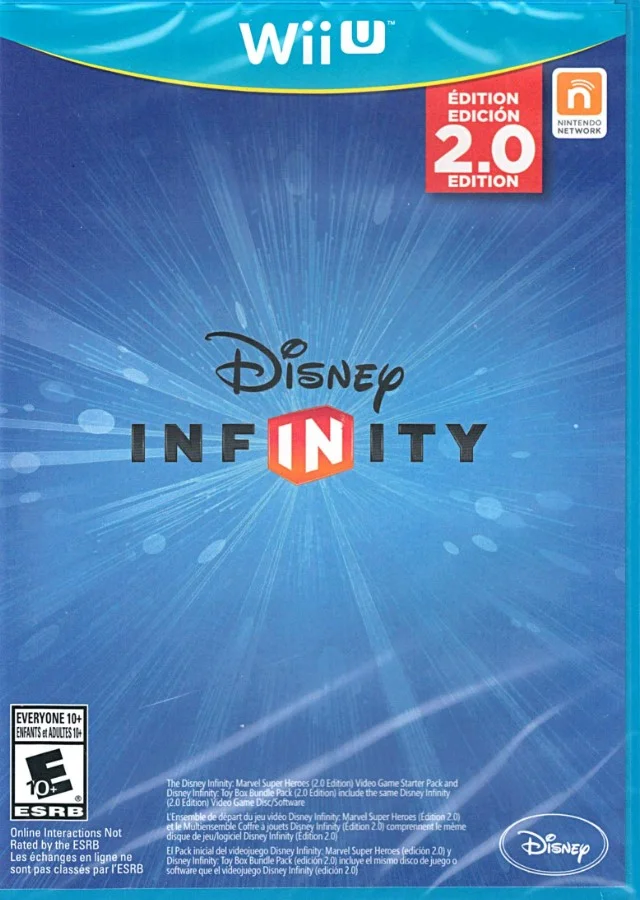 Wii U™
ÉDITION
EDICIÓN
2.0
EDITION
n
NINTENDO
NETWORK
Disney
INFINITY
EVERYONE 10+
ENFANTS et ADULTES 10+
E
10+
®
ESRB
Online Interactions Not
Rated by the ESRB
Les échanges en ligne ne
sont pas classés par l'ESRB
The Disney Infinity: Marvel Super Heroes (2.0 Edition) Video Game Starter Pack and
Disney Infinity: Toy Box Bundle Pack (2.0 Edition) include the same Disney Infinity
(2.0 Edition) Video Game Disc/Software
L'Ensemble de départ du jeu vidéo Disney Infinity: Marvel Super Heroes (Édition 2.0)
et le Multiensemble Coffre à jouets Disney Infinity (Édition 2.0) comprennent le même
disque de jeu/logiciel Disney Infinity (Édition 2.0)
El Pack inicial del videojuego Disney Infinity: Marvel Super Heroes (edición 2.0) y
Disney Infinity: Toy Box Bundle Pack (edición 2.0) incluye el mismo disco de juego o
software que el videojuego Disney Infinity (edición 2.0)
Disney